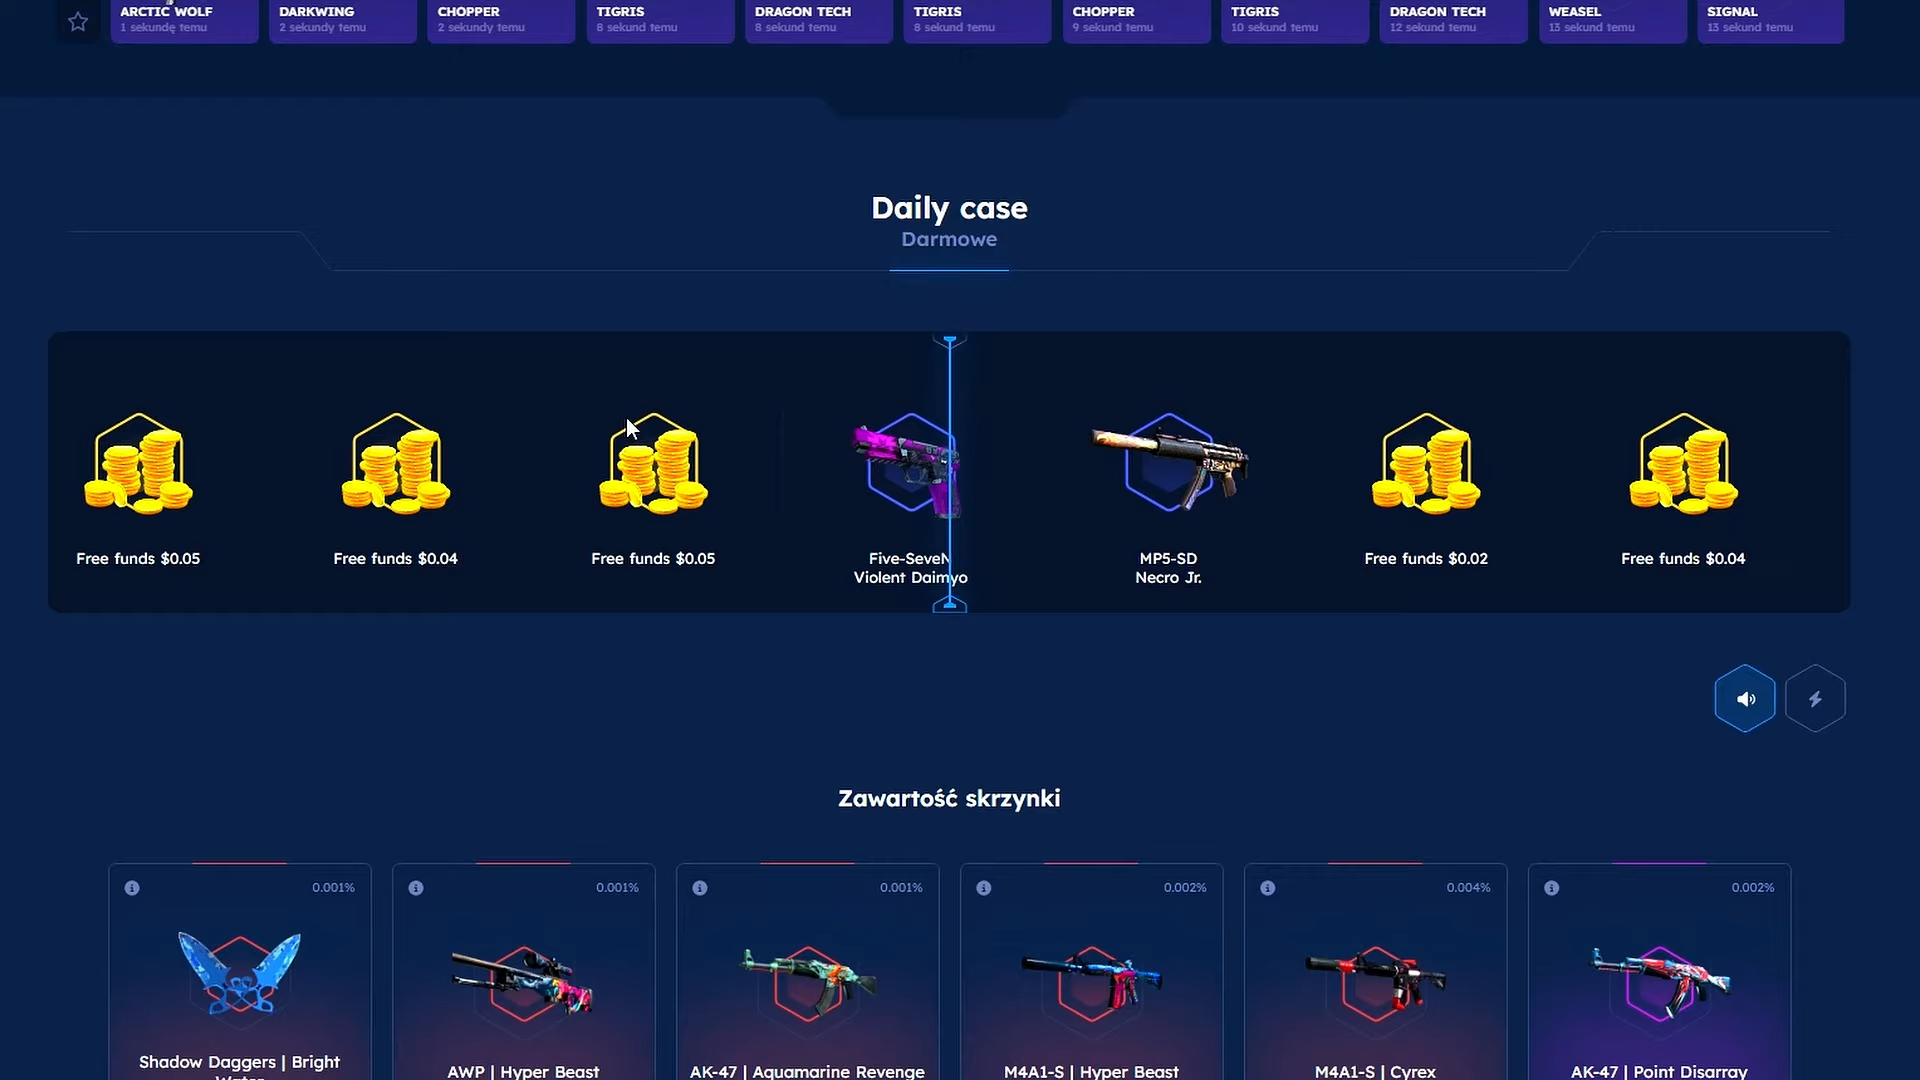 ARCTIC WOLF
1 sekundę temu
DARKWING
2 sekundy temu
CHOPPER
2 sekundy temu
TIGRIS
8 sekund temu
DRAGON TECH
8 sekund temu
TIGRIS
8 sekund temu
CHOPPER
9 sekund temu
TIGRIS
10 sekund temu
DRAGON TECH
12 sekund temu
WEASEL
13 sekund temu
SIGNAL
13 sekund temu
Daily case
Darmowe
Free funds $0.05
Free funds $0.04
Free funds $0.05
Five-SeveN
Violent Daimyo
MP5-SD
Necro Jr.
Free funds $0.02
Free funds $0.04
Zawartość skrzynki
0.001%
Shadow Daggers | Bright
Water
0.001%
AWP | Hyper Beast
0.001%
AK-47 | Aquamarine Revenge
0.002%
M4A1-S | Hyper Beast
0.004%
M4A1-S | Cyrex
0.002%
AK-47 | Point Disarray